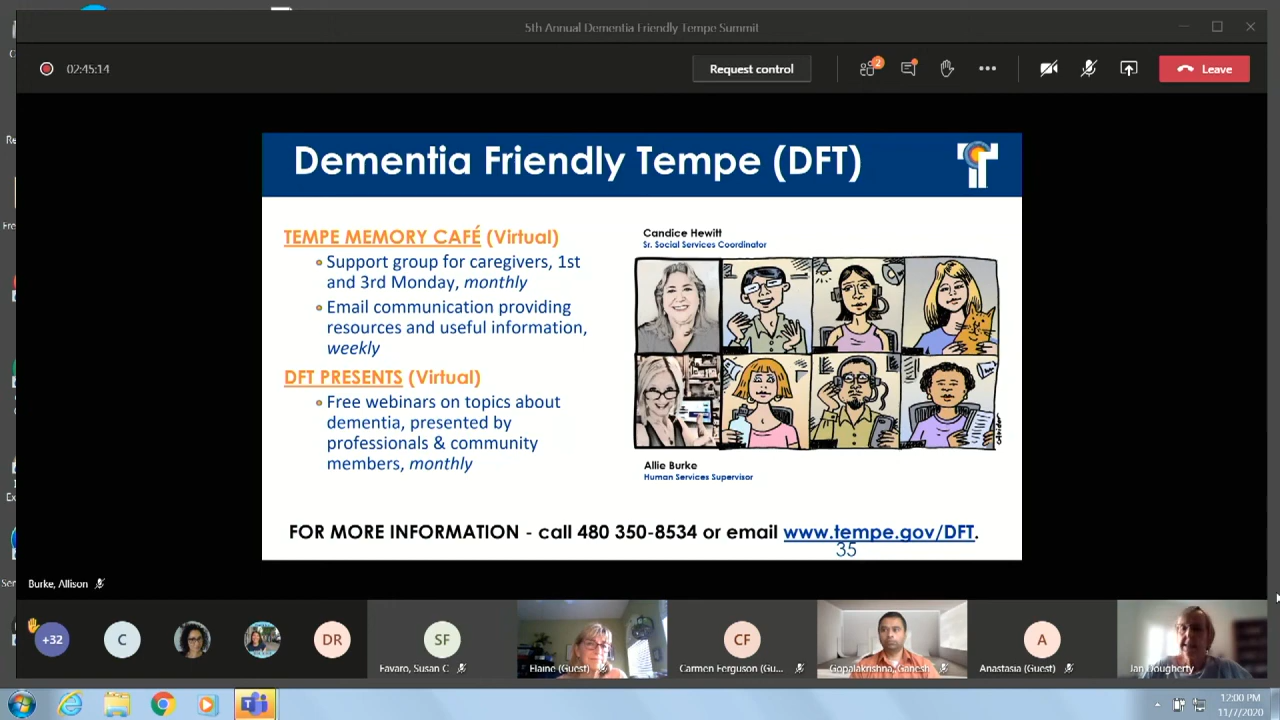 5th Annual Dementia Friendly Tempe Summit
02:45:14
Request control
2
Leave
Dementia Friendly Tempe (DFT)
TEMPE MEMORY CAFÉ (Virtual)
Support group for caregivers, 1st
and 3rd Monday, monthly
Email communication providing
resources and useful information,
weekly
DFT PRESENTS (Virtual)
Free webinars on topics about
dementia, presented by
professionals & community
members, monthly
Candice Hewitt
Sr. Social Services Coordinator
Allie Burke
Human Services Supervisor
FOR MORE INFORMATION - call 480 350-8534 or email www.tempe.gov/DFT.
35
Burke, Allison
+32
C
DR
SF
Favaro, Susan C
Elaine (Guest)
CF
Carmen Ferguson (Gu...
Gopalakrishna, Ganesh
A
Anastasia (Guest)
Jan Dougherty
12:00 PM
11/7/2020